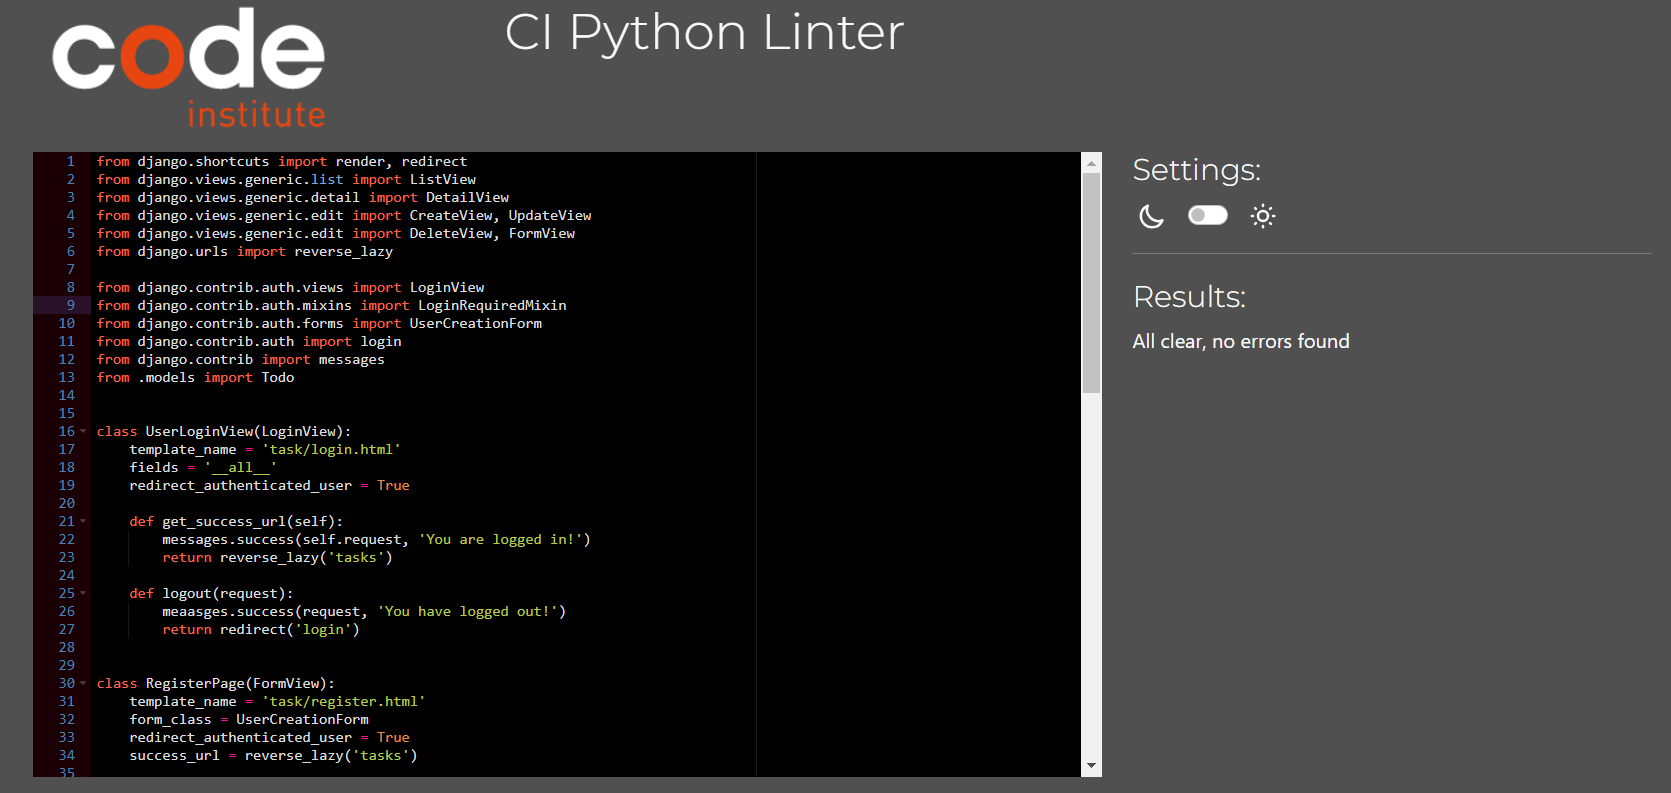 code
institute
CI Python Linter
1 from django.shortcuts import render, redirect
2 from django.views.generic.list import ListView
3 from django.views.generic.detail import DetailView
4 from django.views.generic.edit import CreateView, UpdateView
5 from django.views.generic.edit import DeleteView, FormView
6 from django.urls import reverse_lazy
7
8 from django.contrib.auth.views import LoginView
9 from django.contrib.auth.mixins import LoginRequiredMixin
10 from django.contrib.auth.forms import UserCreationForm
11 from django.contrib.auth import login
12 from django.contrib import messages
13 from .models import Todo
14
15
16 class UserLoginView(LoginView):
17     template_name = 'task/login.html'
18     fields = '__all__'
19     redirect_authenticated_user = True
20
21     def get_success_url(self):
22         messages.success(self.request, 'You are logged in!')
23         return reverse_lazy('tasks')
24
25     def logout(request):
26         meaasges.success(request, 'You have logged out!')
27         return redirect('login')
28
29
30 class RegisterPage(FormView):
31     template_name = 'task/register.html'
32     form_class = UserCreationForm
33     redirect_authenticated_user = True
34     success_url = reverse_lazy('tasks')
35
Settings:
Results:
All clear, no errors found